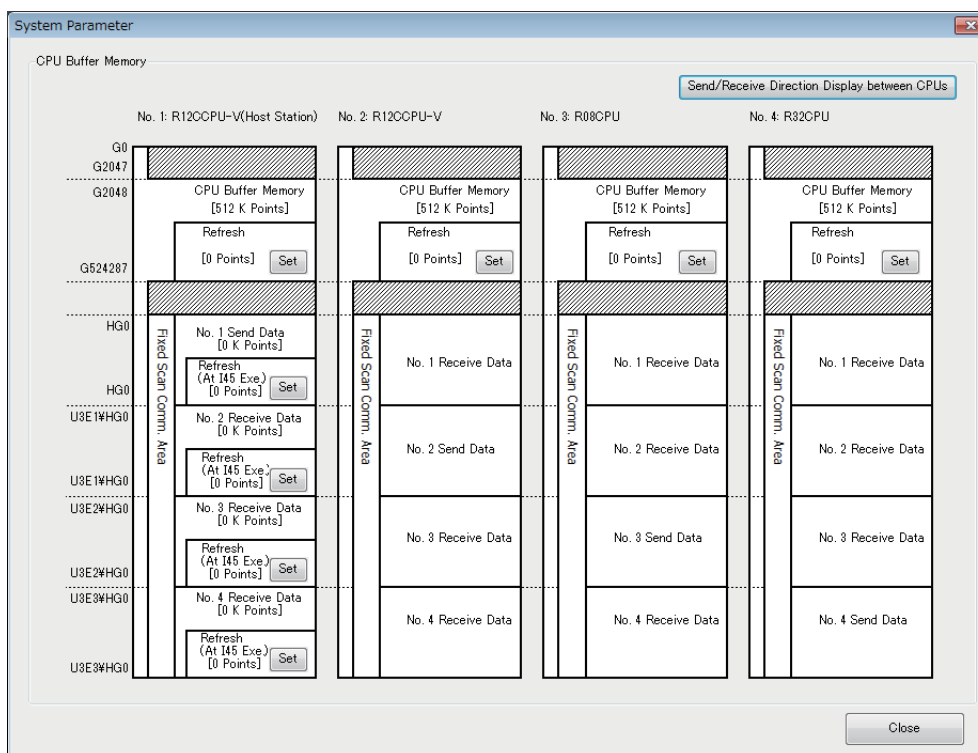 System Parameter
CPU Buffer Memory
Send/Receive Direction Display between CPUs
No. 1: R12CCPU-V(Host Station)
No. 2: R12CCPU-V
No. 3: R08CPU
No. 4: R32CPU
G0
G2047
G2048
G524287
HG0
HG0
U3E1¥HG0
U3E1¥HG0
U3E2¥HG0
U3E2¥HG0
U3E3¥HG0
U3E3¥HG0
CPU Buffer Memory
[512 K Points]
Refresh
[0 Points]
Set
Fixed Scan Comm. Area
No. 1 Send Data
[0 K Points]
Refresh
(At I45 Exe.)
[0 Points]
Set
No. 2 Receive Data
[0 K Points]
Refresh
(At I45 Exe.)
[0 Points]
Set
No. 3 Receive Data
[0 K Points]
Refresh
(At I45 Exe.)
[0 Points]
Set
No. 4 Receive Data
[0 K Points]
Refresh
(At I45 Exe.)
[0 Points]
Set
CPU Buffer Memory
[512 K Points]
Refresh
[0 Points]
Set
Fixed Scan Comm. Area
No. 1 Receive Data
No. 2 Send Data
No. 3 Receive Data
No. 4 Receive Data
CPU Buffer Memory
[512 K Points]
Refresh
[0 Points]
Set
Fixed Scan Comm. Area
No. 1 Receive Data
No. 2 Receive Data
No. 3 Send Data
No. 4 Receive Data
CPU Buffer Memory
[512 K Points]
Refresh
[0 Points]
Set
Fixed Scan Comm. Area
No. 1 Receive Data
No. 2 Receive Data
No. 3 Receive Data
No. 4 Send Data
Close